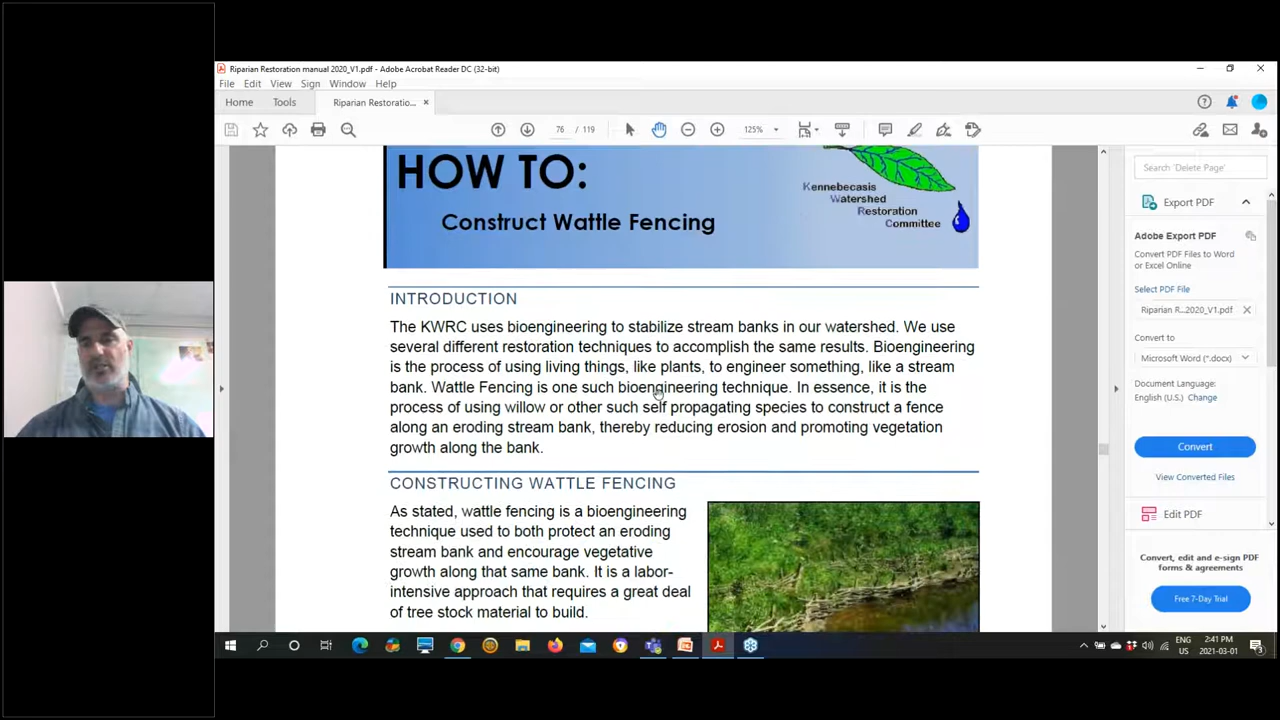 Riparian Restoration manual 2020_V1.pdf - Adobe Acrobat Reader DC (32-bit)
File Edit View Sign Window Help
Home Tools Riparian Restoratio...
76 / 119 125%
HOW TO:
Construct Wattle Fencing
Kennebecasis
Watershed
Restoration
Committee
INTRODUCTION
The KWRC uses bioengineering to stabilize stream banks in our watershed. We use
several different restoration techniques to accomplish the same results. Bioengineering
is the process of using living things, like plants, to engineer something, like a stream
bank. Wattle Fencing is one such bioengineering technique. In essence, it is the
process of using willow or other such self propagating species to construct a fence
along an eroding stream bank, thereby reducing erosion and promoting vegetation
growth along the bank.
CONSTRUCTING WATTLE FENCING
As stated, wattle fencing is a bioengineering
technique used to both protect an eroding
stream bank and encourage vegetative
growth along that same bank. It is a labor-
intensive approach that requires a great deal
of tree stock material to build.
Search 'Delete Page'
Export PDF
Adobe Export PDF
Convert PDF Files to Word
or Excel Online
Select PDF File
Riparian R...2020_V1.pdf
Convert to
Microsoft Word (*.docx)
Document Language:
English (U.S.) Change
Convert
View Converted Files
Edit PDF
Convert, edit and e-sign PDF
forms & agreements
Free 7-Day Trial
ENG
US
2:41 PM
2021-03-01
3